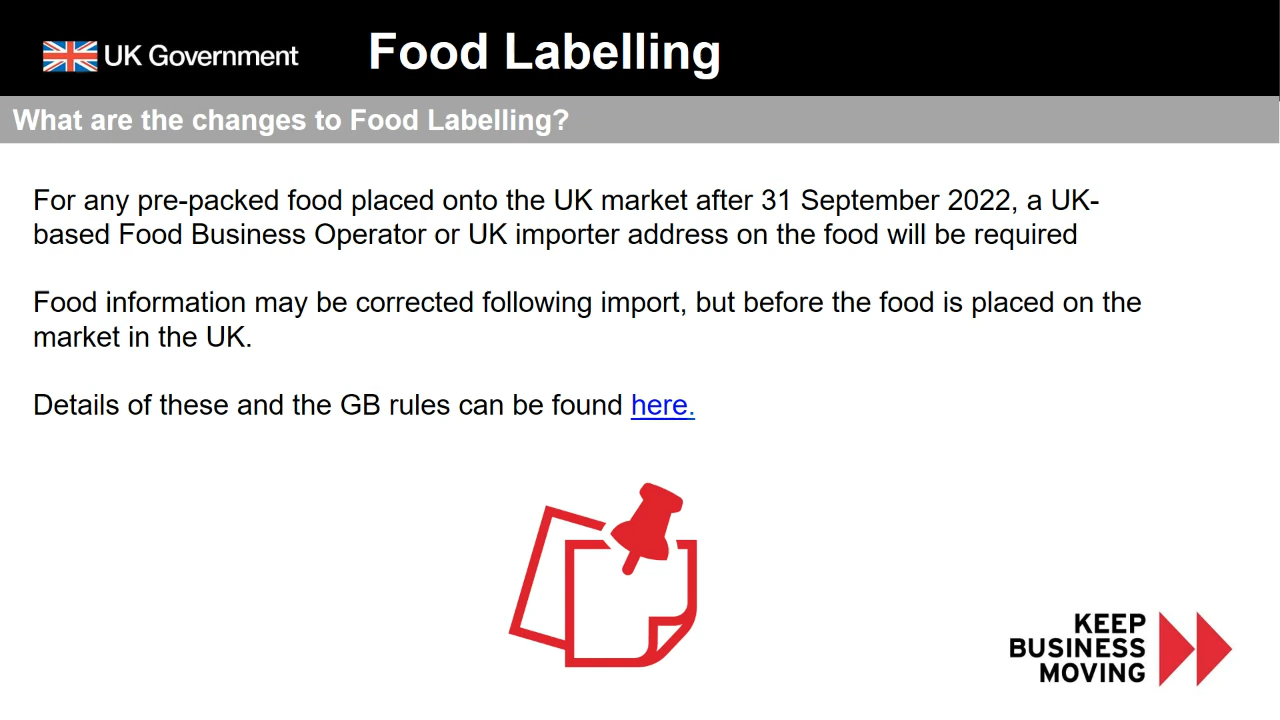 UK Government
Food Labelling
What are the changes to Food Labelling?
For any pre-packed food placed onto the UK market after 31 September 2022, a UK-
based Food Business Operator or UK importer address on the food will be required
Food information may be corrected following import, but before the food is placed on the
market in the UK.
Details of these and the GB rules can be found here.
KEEP
BUSINESS
MOVING